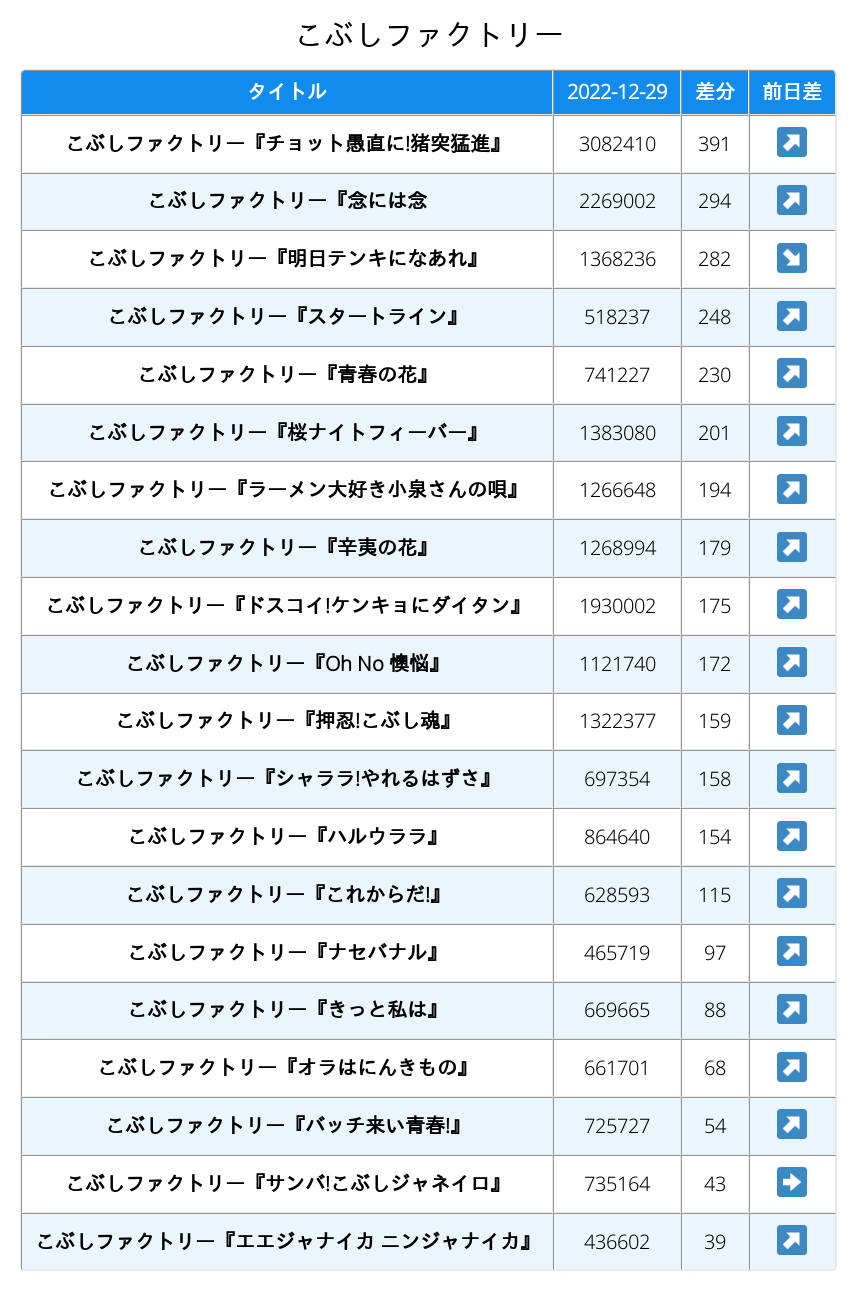 こぶしファクトリー
タイトル 2022-12-29 差分 前日差
こぶしファクトリー『チョット愚直に!猪突猛進』 3082410 391 ↗
こぶしファクトリー『念には念 2269002 294 ↗
こぶしファクトリー『明日テンキになあれ』 1368236 282 ↘
こぶしファクトリー『スタートライン』 518237 248 ↗
こぶしファクトリー『青春の花』 741227 230 ↗
こぶしファクトリー『桜ナイトフィーバー』 1383080 201 ↗
こぶしファクトリー『ラーメン大好き小泉さんの唄』 1266648 194 ↗
こぶしファクトリー『辛夷の花』 1268994 179 ↗
こぶしファクトリー『ドスコイ!ケンキョにダイタン』 1930002 175 ↗
こぶしファクトリー『Oh No 懊悩』 1121740 172 ↗
こぶしファクトリー『押忍!こぶし魂』 1322377 159 ↗
こぶしファクトリー『シャララ!やれるはずさ』 697354 158 ↗
こぶしファクトリー『ハルウララ』 864640 154 ↗
こぶしファクトリー『これからだ!』 628593 115 ↗
こぶしファクトリー『ナセバナル』 465719 97 ↗
こぶしファクトリー『きっと私は』 669665 88 ↗
こぶしファクトリー『オラはにんきもの』 661701 68 ↗
こぶしファクトリー『バッチ来い青春!』 725727 54 ↗
こぶしファクトリー『サンバ!こぶしジャネイロ』 735164 43 ➡
こぶしファクトリー『エエジャナイカ ニンジャナイカ』 436602 39 ↗